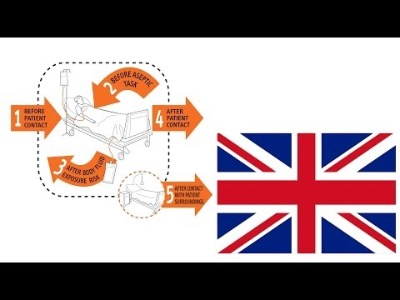 1 BEFORE
PATIENT
CONTACT
2 BEFORE ASEPTIC
TASK
3 AFTER BODY FLUID
EXPOSURE RISK
4 AFTER
PATIENT
CONTACT
5 AFTER CONTACT
WITH PATIENT
SURROUNDINGS